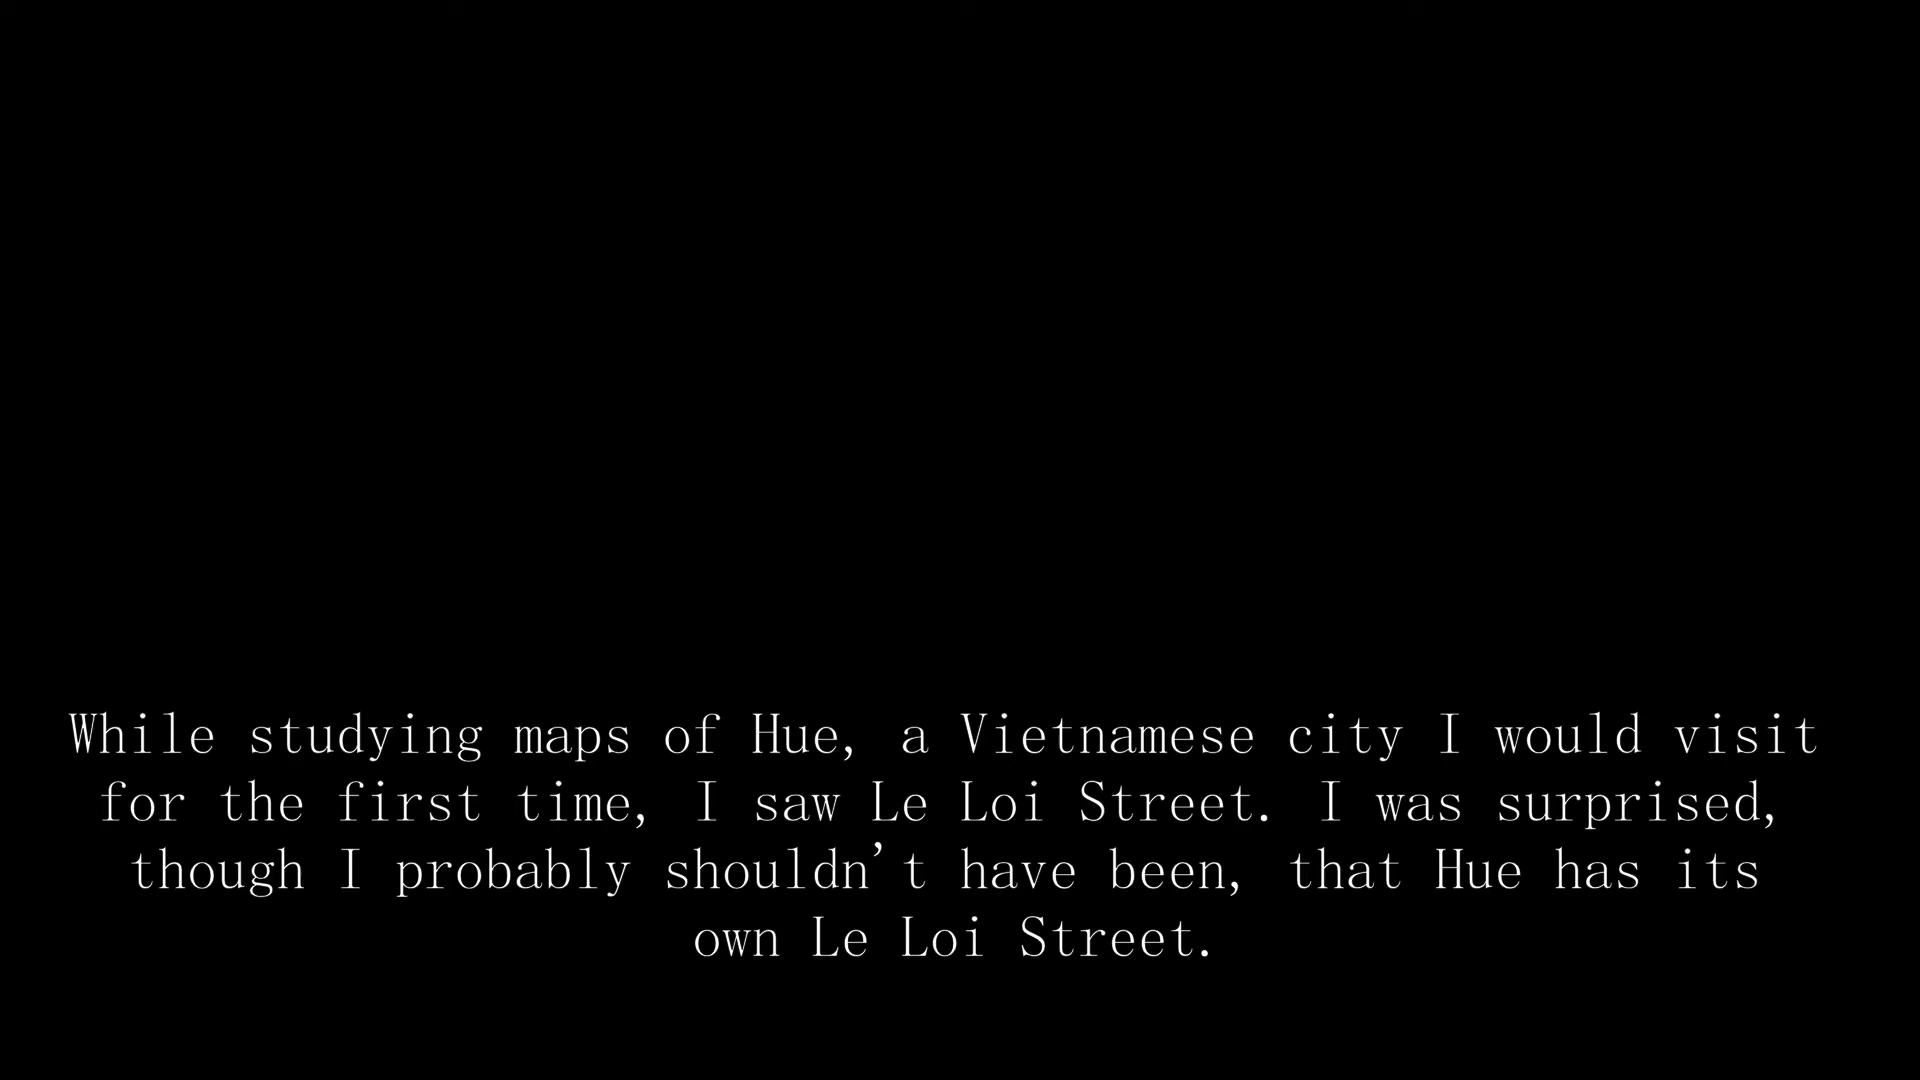 While studying maps of Hue, a Vietnamese city I would visit
for the first time, I saw Le Loi Street. I was surprised,
though I probably shouldn't have been, that Hue has its
own Le Loi Street.